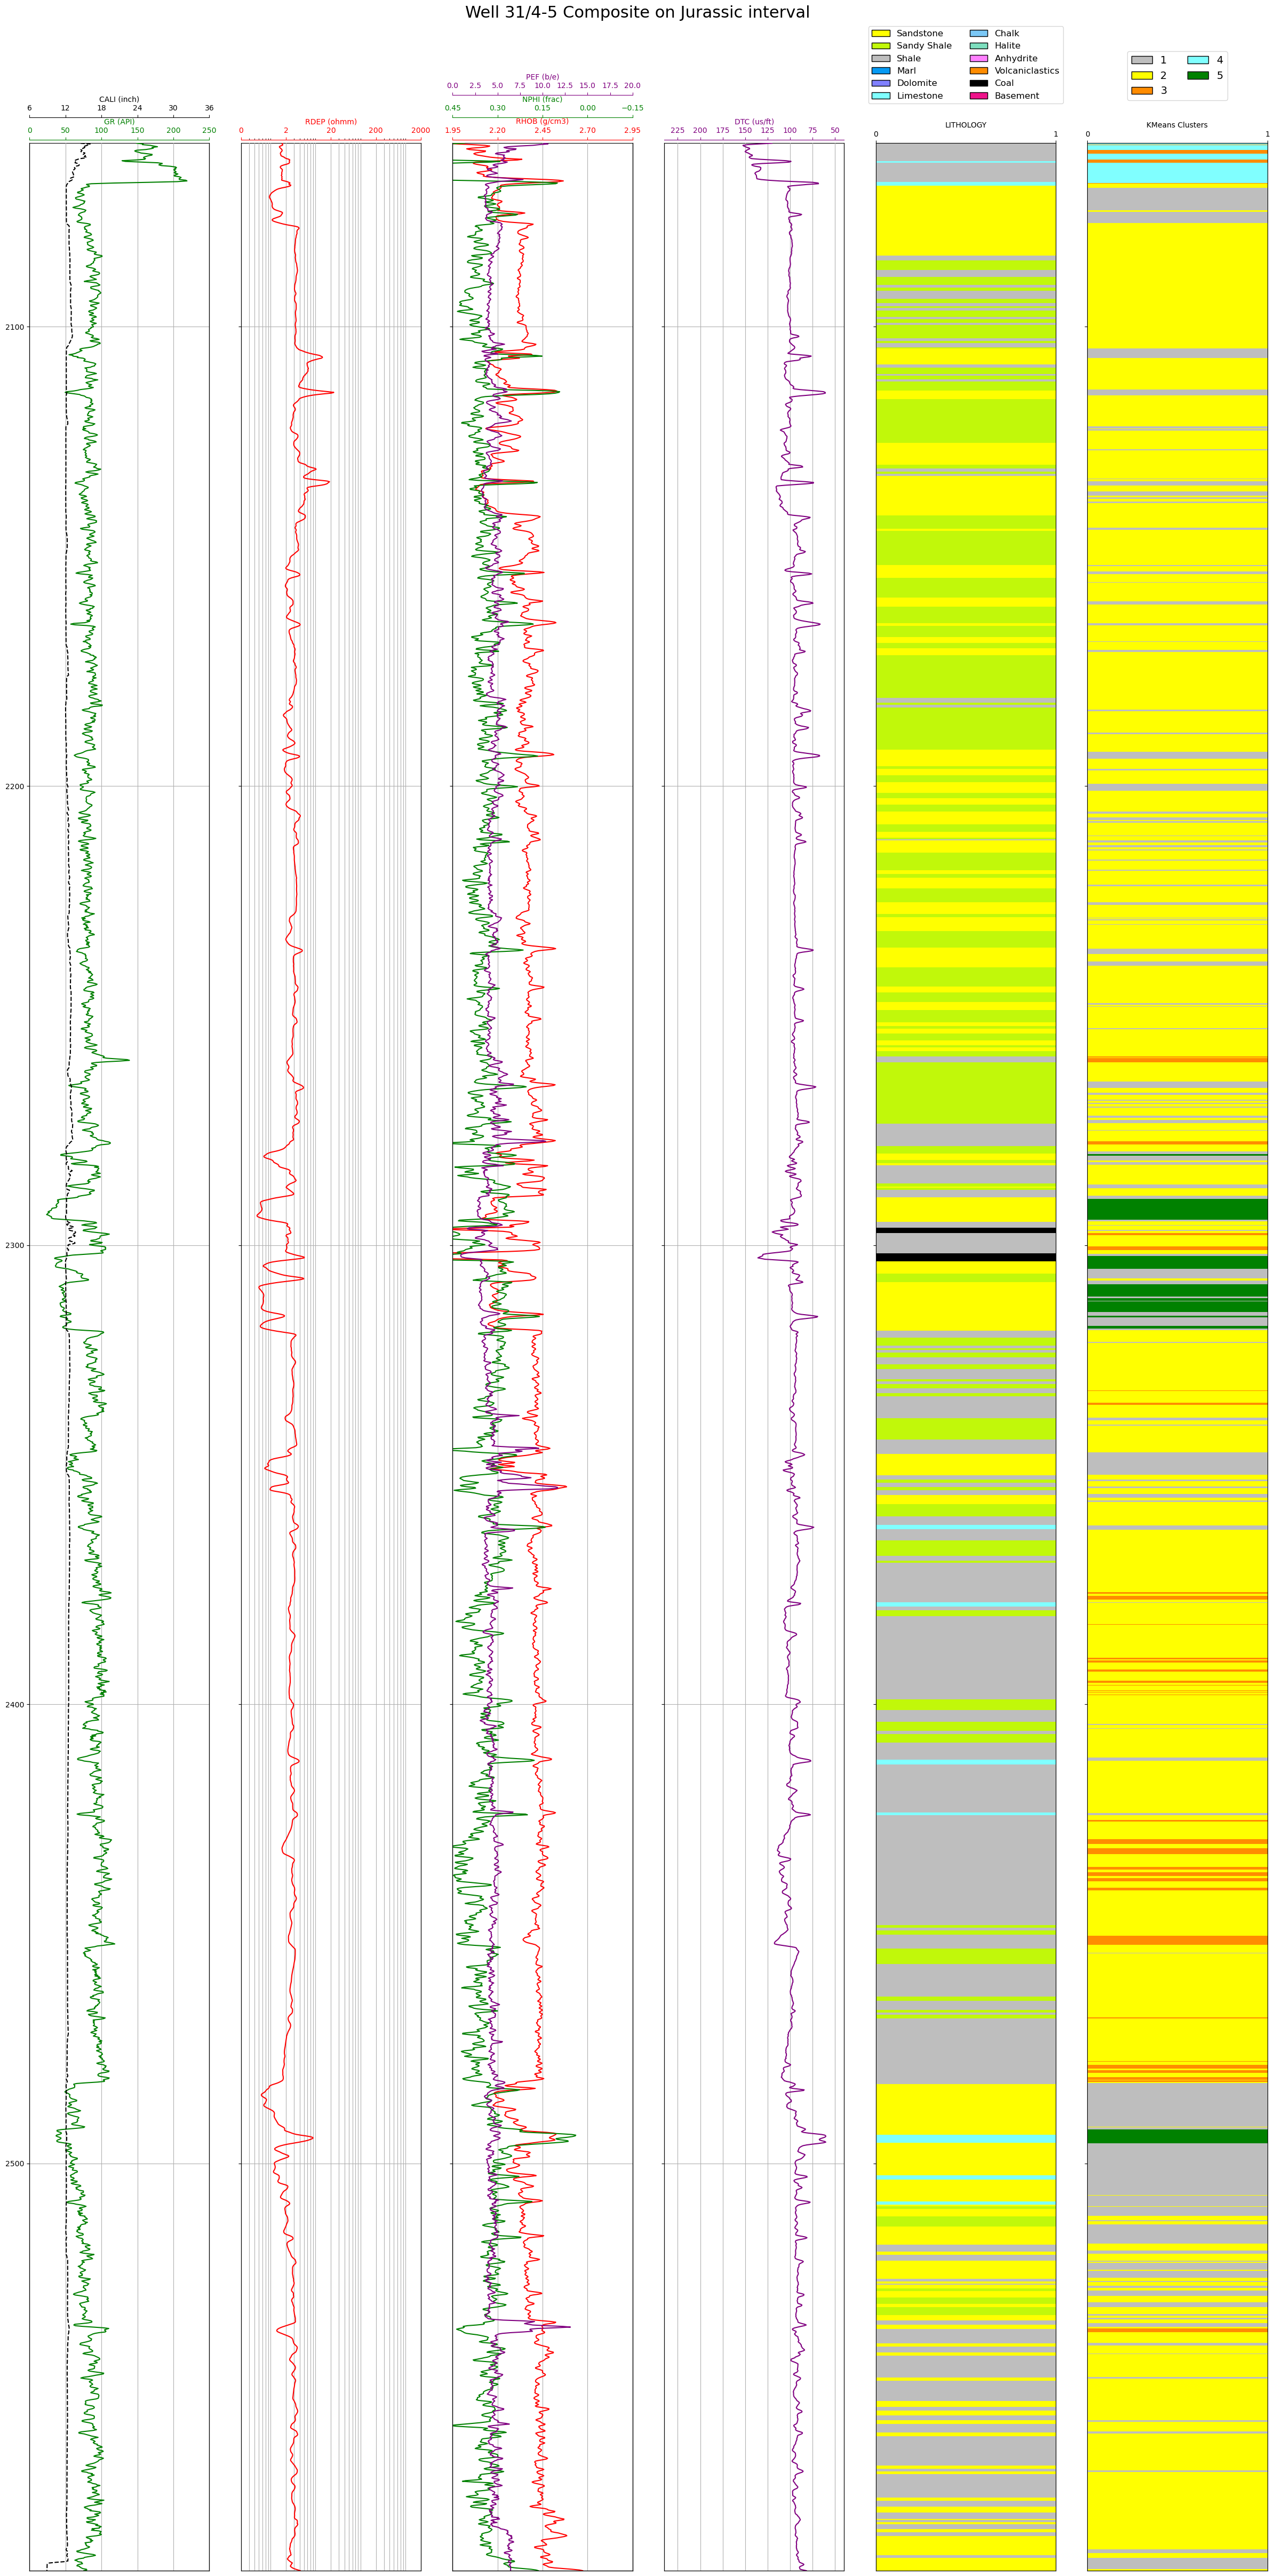 Well 31/4-5 Composite on Jurassic interval
Sandstone Chalk
Sandy Shale Halite
Shale Anhydrite
Marl Volcaniclastics
Dolomite Coal
Limestone Basement
1 4
2 5
3
PEF (b/e)
0.0 2.5 5.0 7.5 10.0 12.5 15.0 17.5 20.0
CALI (inch) NPHI (frac)
6 12 18 24 30 36 0.45 0.30 0.15 0.00 −0.15
GR (API) RDEP (ohmm) RHOB (g/cm3) DTC (us/ft) LITHOLOGY KMeans Clusters
0 50 100 150 200 250 0 2 20 200 2000 1.95 2.20 2.45 2.70 2.95 225 200 175 150 125 100 75 50 0 1 0 1
2100
2200
2300
2400
2500